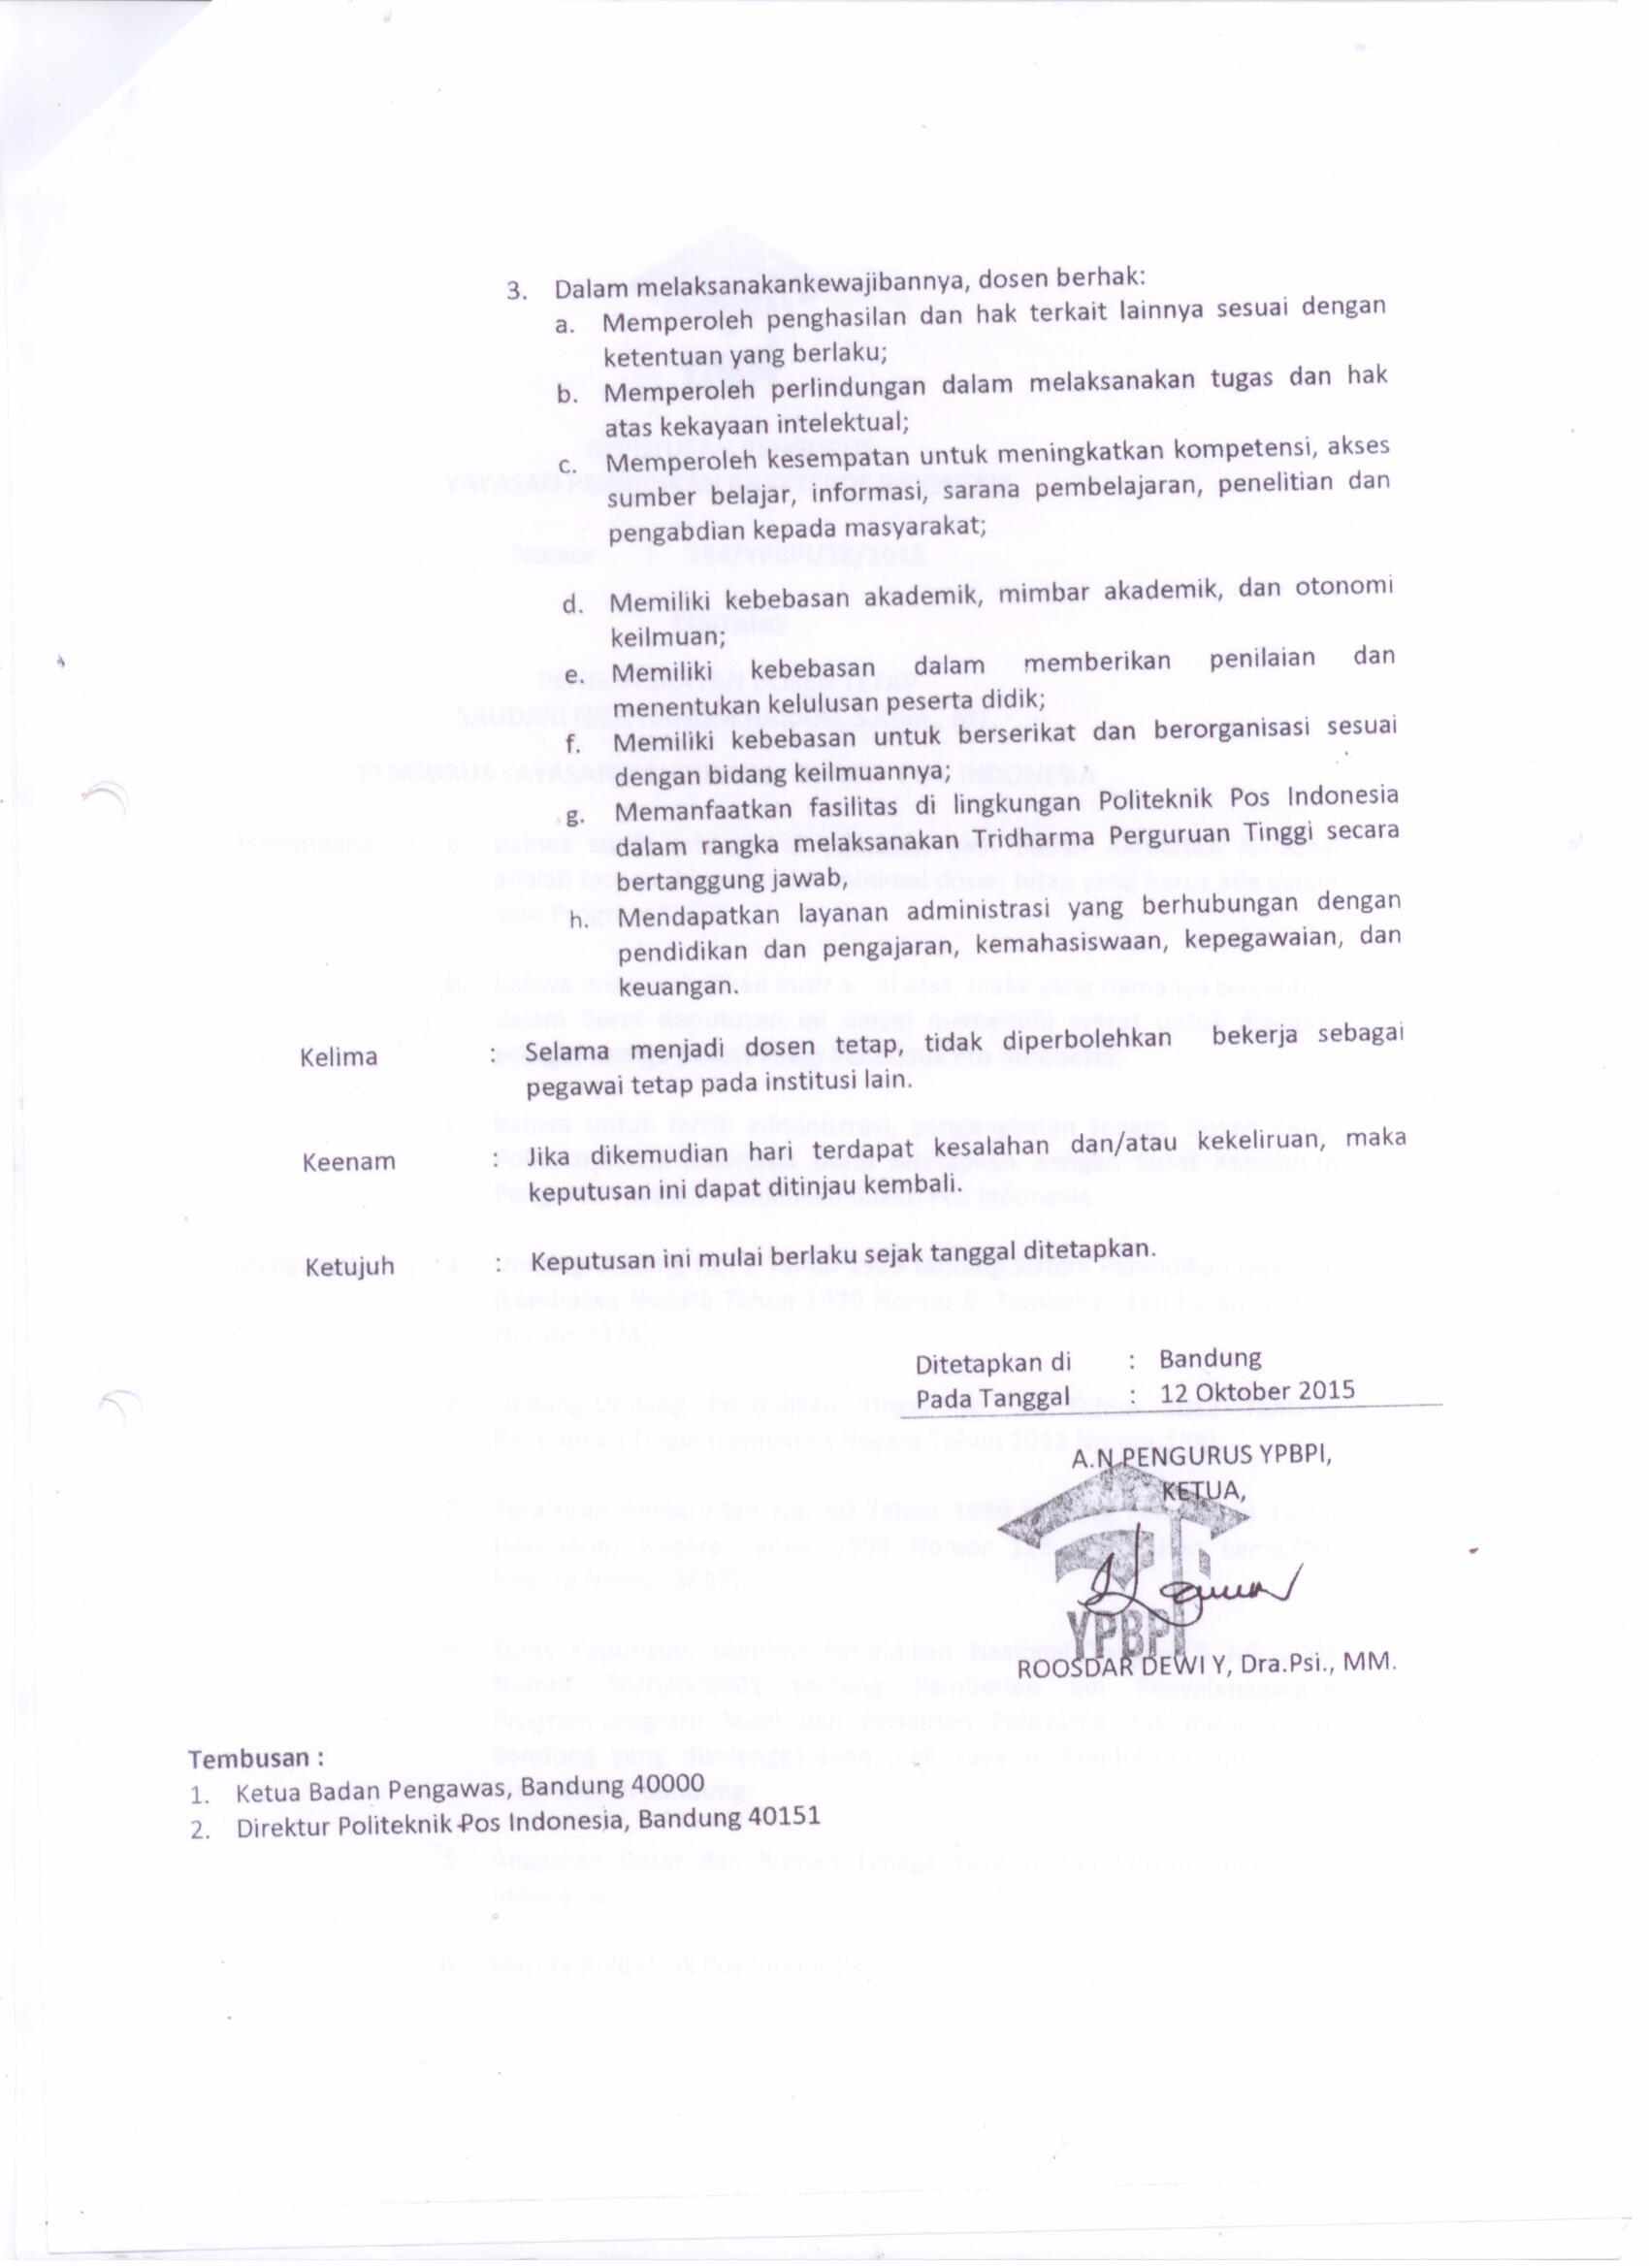 3. Dalam melaksanakankewajibannya, dosen berhak:
a. Memperoleh penghasilan dan hak terkait lainnya sesuai dengan
ketentuan yang berlaku;
b. Memperoleh perlindungan dalam melaksanakan tugas dan hak
atas kekayaan intelektual;
c. Memperoleh kesempatan untuk meningkatkan kompetensi, akses
sumber belajar, informasi, sarana pembelajaran, penelitian dan
pengabdian kepada masyarakat;
d. Memiliki kebebasan akademik, mimbar akademik, dan otonomi
keilmuan;
e. Memiliki kebebasan dalam memberikan penilaian dan
menentukan kelulusan peserta didik;
f. Memiliki kebebasan untuk berserikat dan berorganisasi sesuai
dengan bidang keilmuannya;
g. Memanfaatkan fasilitas di lingkungan Politeknik Pos Indonesia
dalam rangka melaksanakan Tridharma Perguruan Tinggi secara
bertanggung jawab,
h. Mendapatkan layanan administrasi yang berhubungan dengan
pendidikan dan pengajaran, kemahasiswaan, kepegawaian, dan
keuangan.
Kelima : Selama menjadi dosen tetap, tidak diperbolehkan bekerja sebagai
pegawai tetap pada institusi lain.
Keenam : Jika dikemudian hari terdapat kesalahan dan/atau kekeliruan, maka
keputusan ini dapat ditinjau kembali.
Ketujuh : Keputusan ini mulai berlaku sejak tanggal ditetapkan.
Ditetapkan di : Bandung
Pada Tanggal : 12 Oktober 2015
A.N PENGURUS YPBPI,
KETUA,
YPBPI
ROOSDAR DEWI Y, Dra.Psi., MM.
Tembusan :
1. Ketua Badan Pengawas, Bandung 40000
2. Direktur Politeknik Pos Indonesia, Bandung 40151